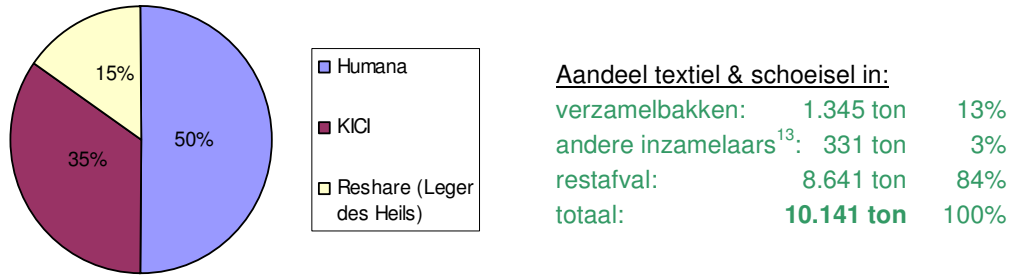 15%
50%
35%
Humana
KICI
Reshare (Leger
des Heils)
Aandeel textiel & schoeisel in:
verzamelbakken: 1.345 ton 13%
andere inzamelaars13: 331 ton 3%
restafval: 8.641 ton 84%
totaal: 10.141 ton 100%